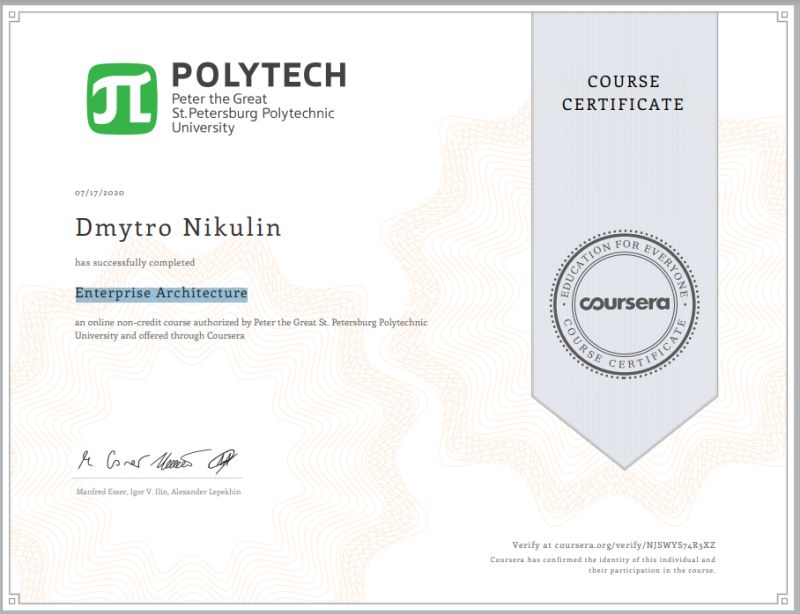 POLYTECH
Peter the Great
St.Petersburg Polytechnic
University
COURSE
CERTIFICATE
07/17/2020
Dmytro Nikulin
has successfully completed
Enterprise Architecture
an online non-credit course authorized by Peter the Great St. Petersburg Polytechnic
University and offered through Coursera
EDUCATION FOR EVERYONE
coursera
COURSE CERTIFICATE
Manfred Esser, Igor V. Ilin, Alexander Lepekhin
Verify at coursera.org/verify/NJSWYS74R3XZ
Coursera has confirmed the identity of this individual and
their participation in the course.